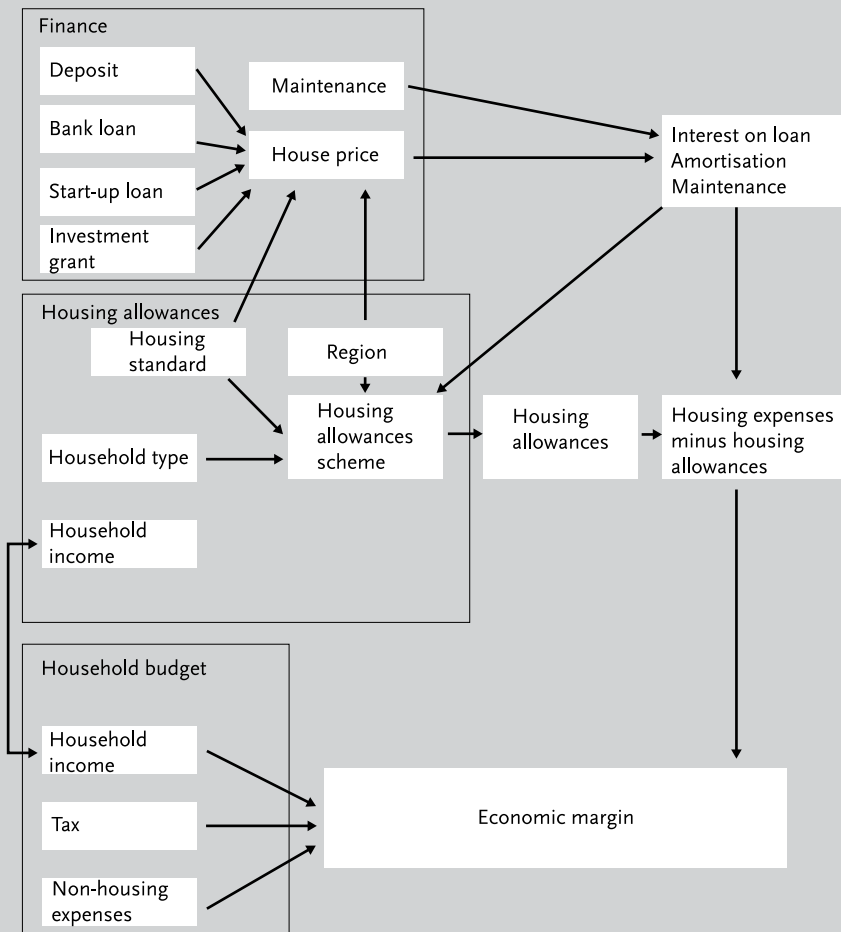 Finance
Deposit
Maintenance
Bank loan
House price
Start-up loan
Investment
grant
Interest on loan
Amortisation
Maintenance
Housing allowances
Housing
standard
Region
Housing
allowances
scheme
Housing
allowances
Housing expenses
minus housing
allowances
Household type
Household
income
Household budget
Household
income
Tax
Economic margin
Non-housing
expenses